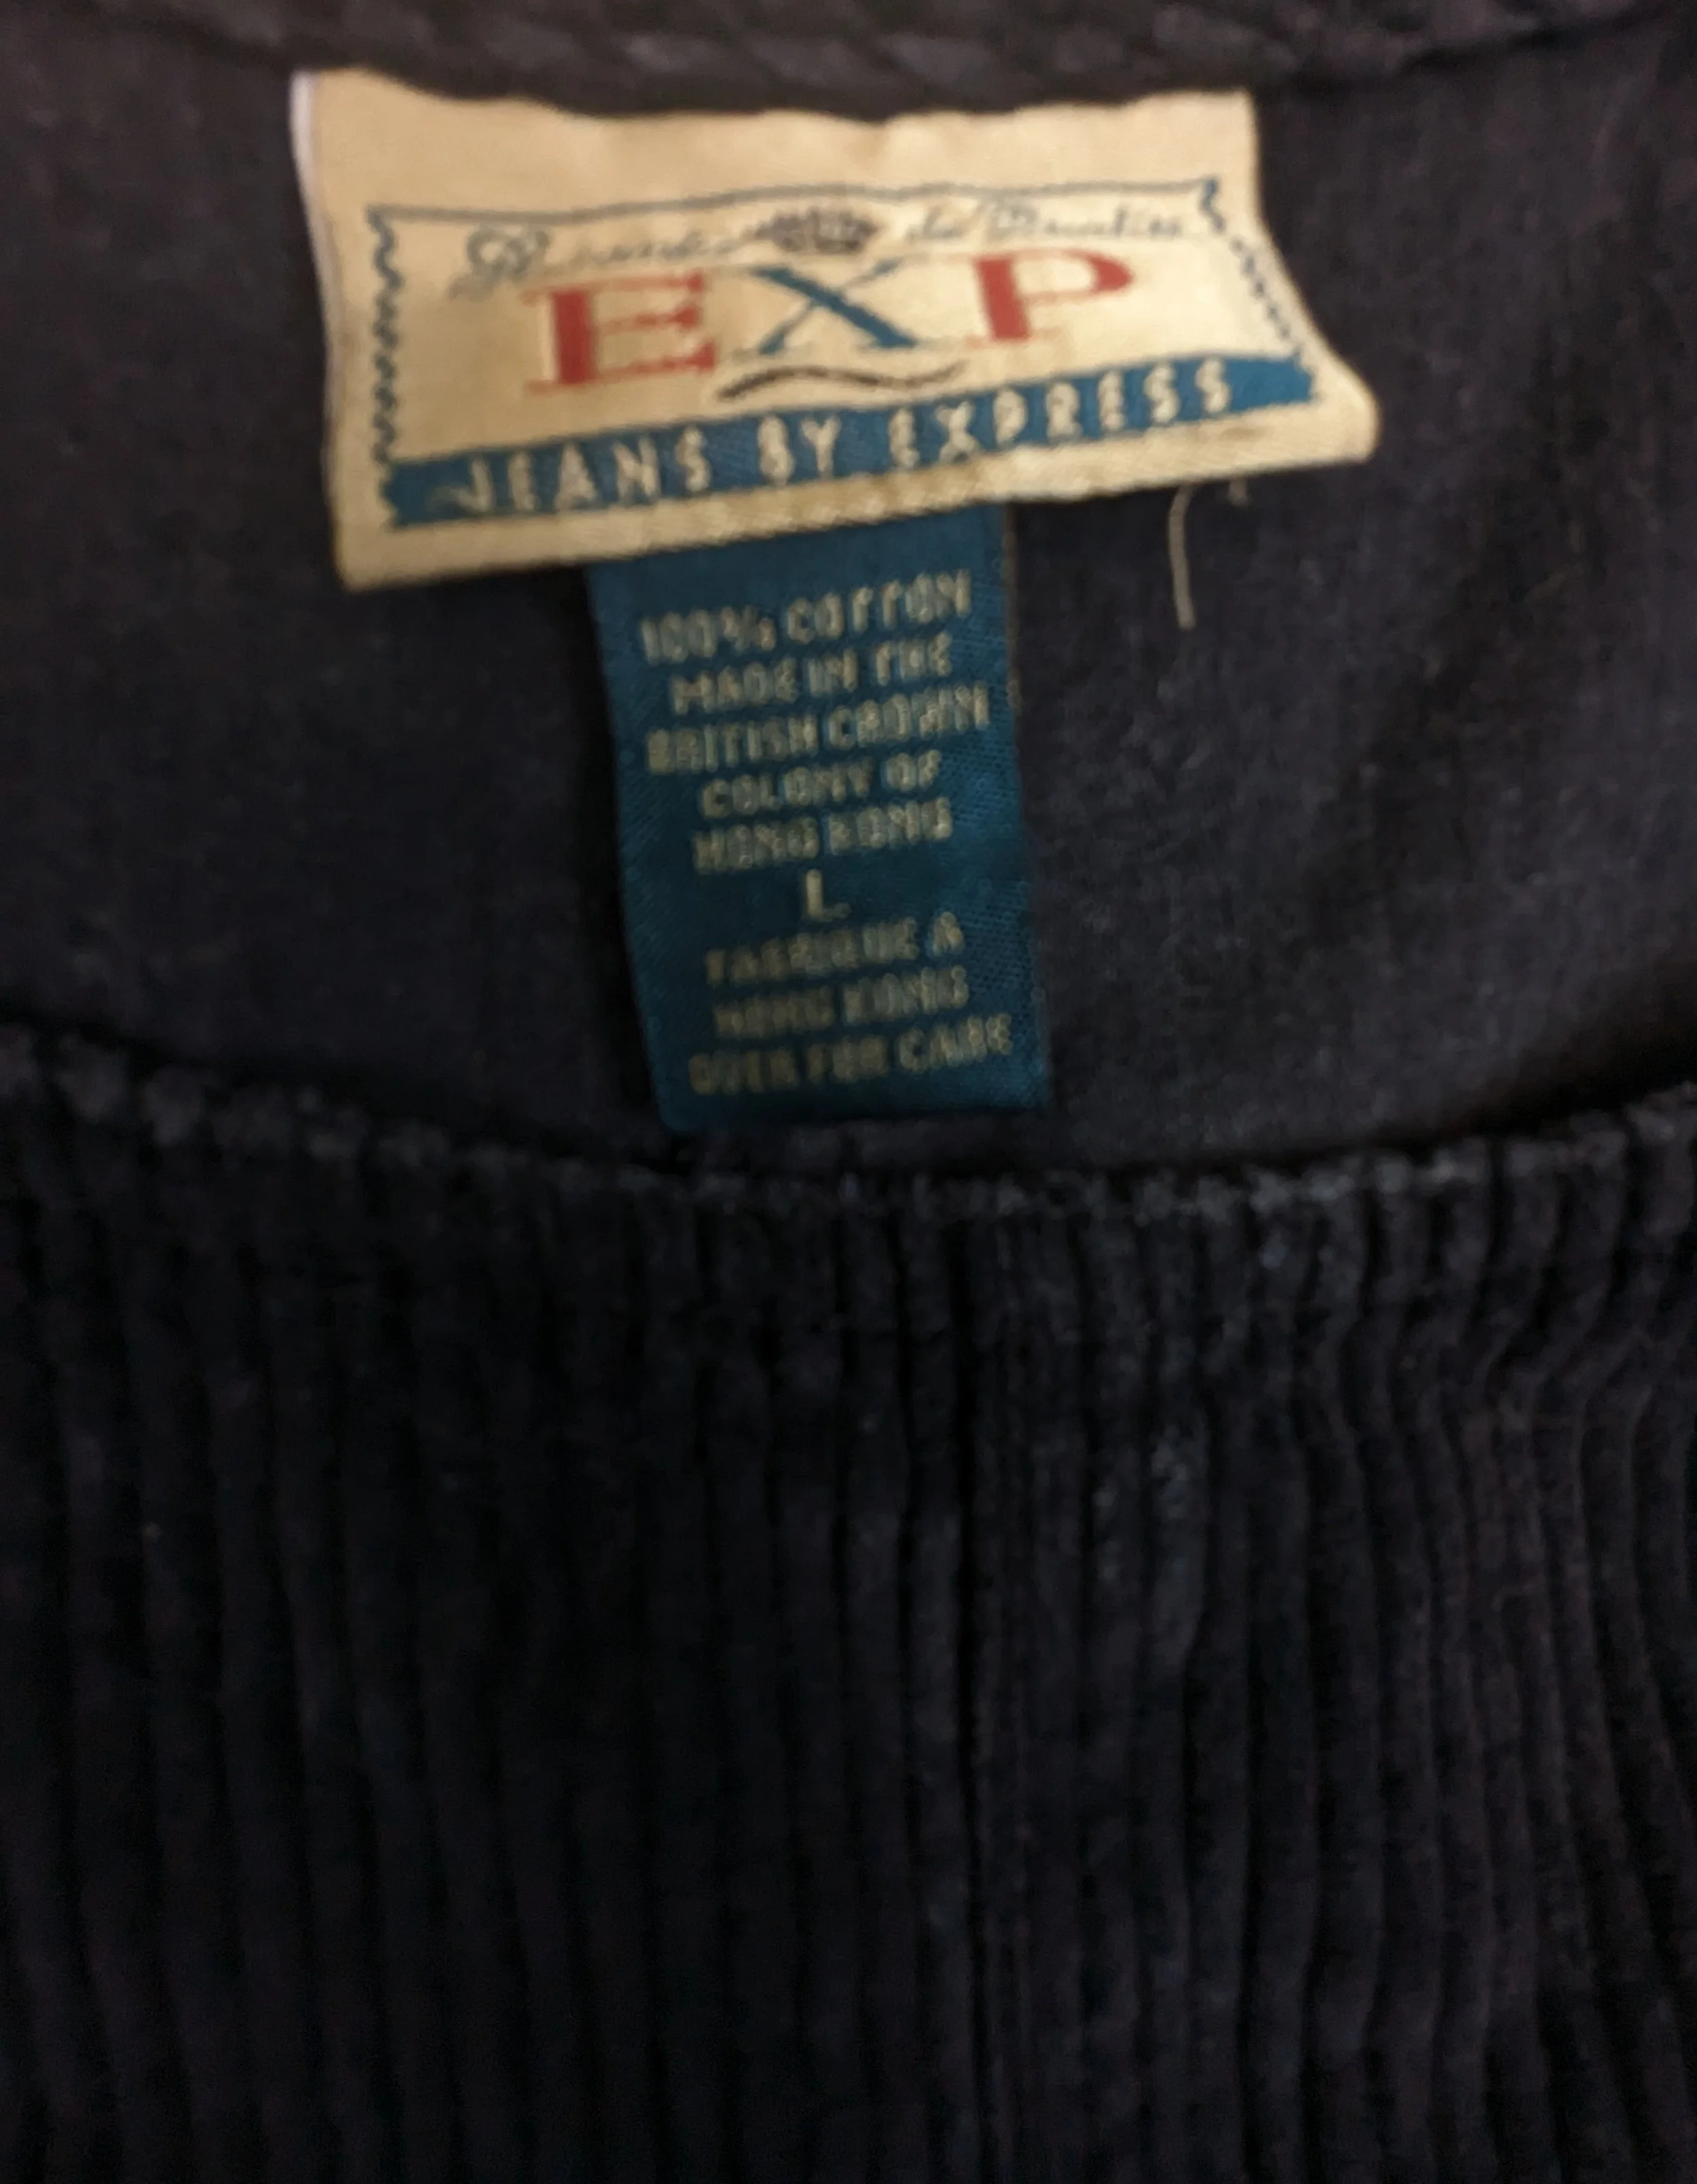 EXP
JEANS BY EXPRESS
100% COTTON
MADE IN THE
BRITISH CROWN
COLONY OF
HONG KONG
L
FABRIQUE A
HONG KONG
OVER FOR CARE